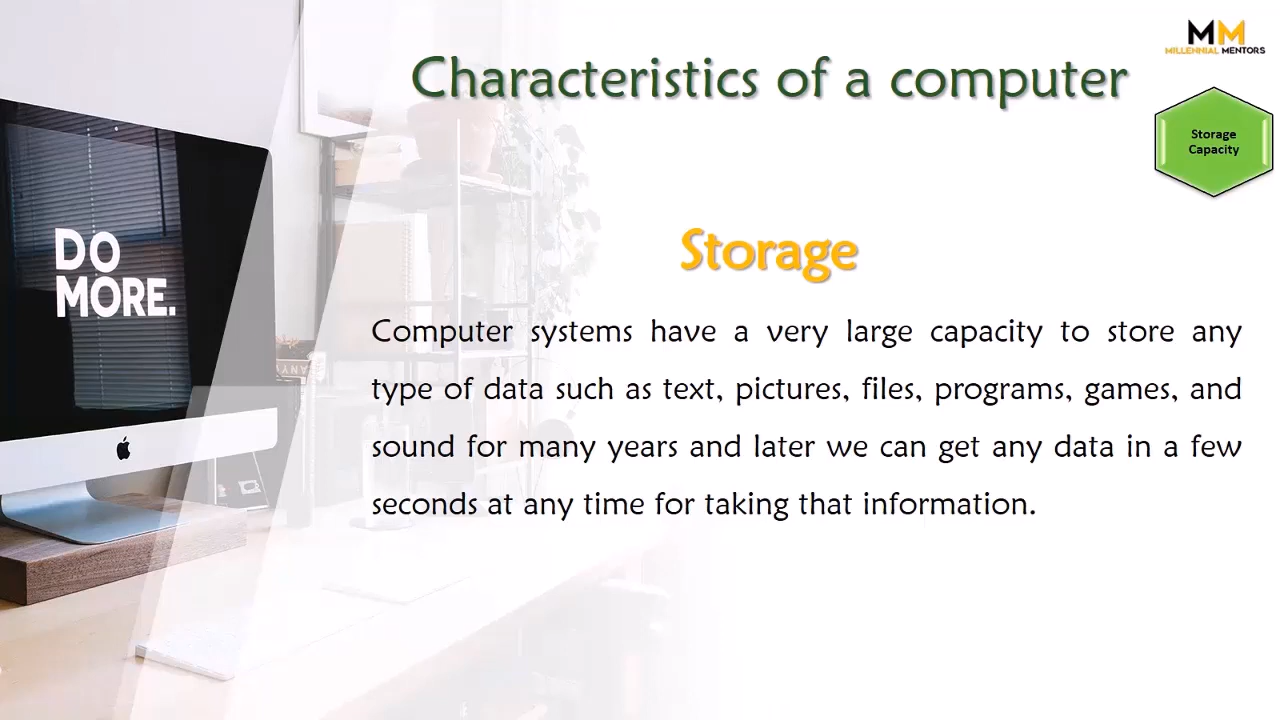 MM
MILLENNIAL MENTORS
Characteristics of a computer
Storage
Capacity
DO
MORE.
Storage
Computer systems have a very large capacity to store any
type of data such as text, pictures, files, programs, games, and
sound for many years and later we can get any data in a few
seconds at any time for taking that information.